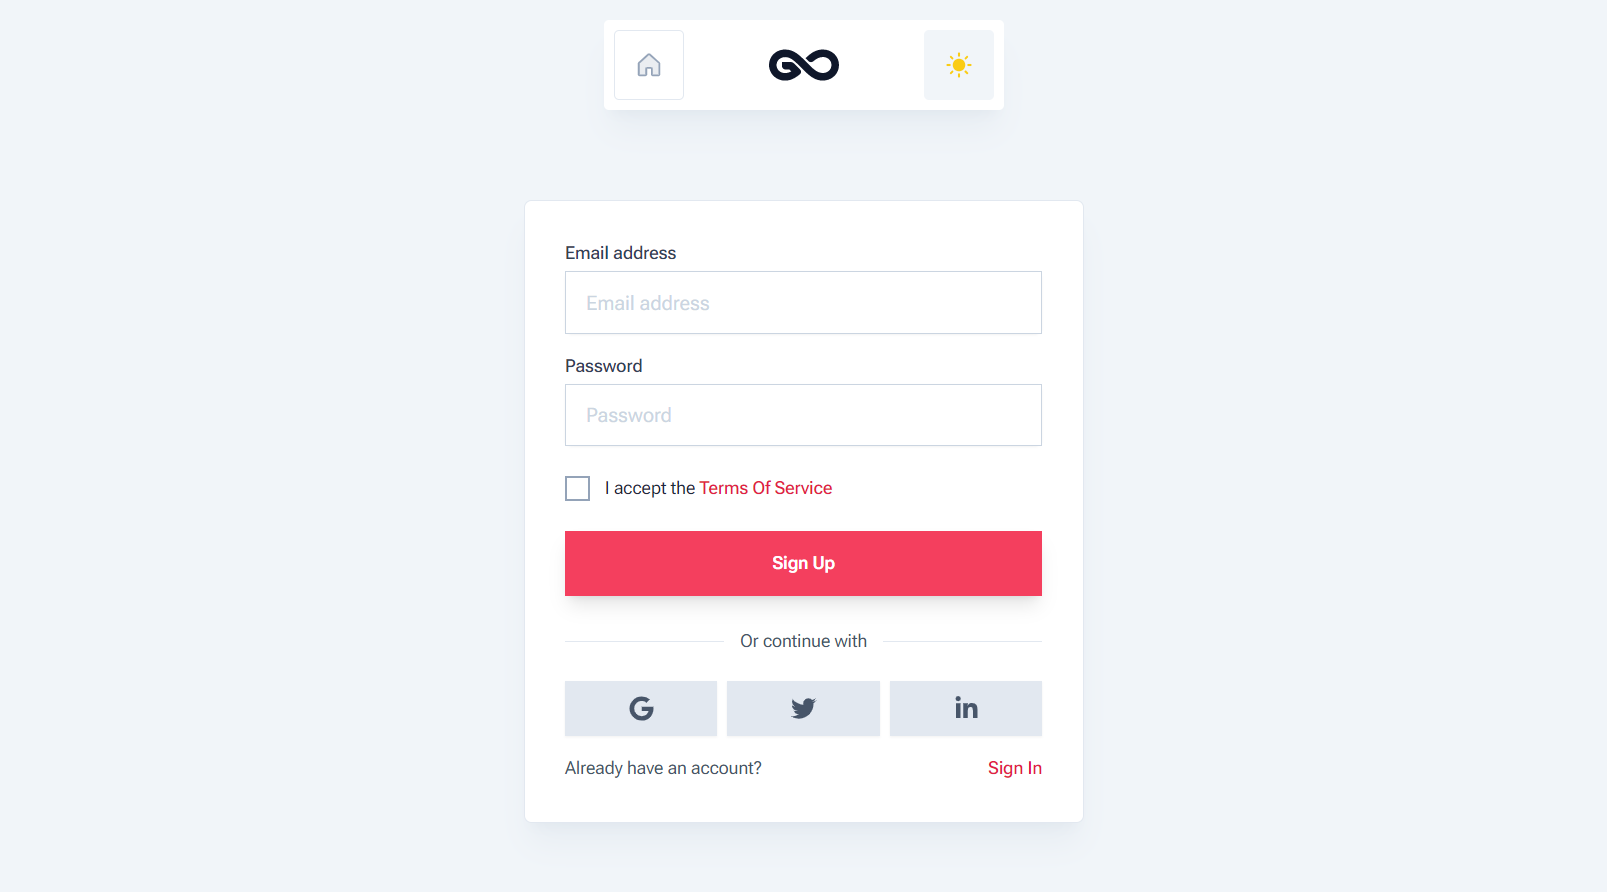 Email address
Email address
Password
Password
I accept the Terms Of Service
Sign Up
Or continue with
G
in
Already have an account? Sign In